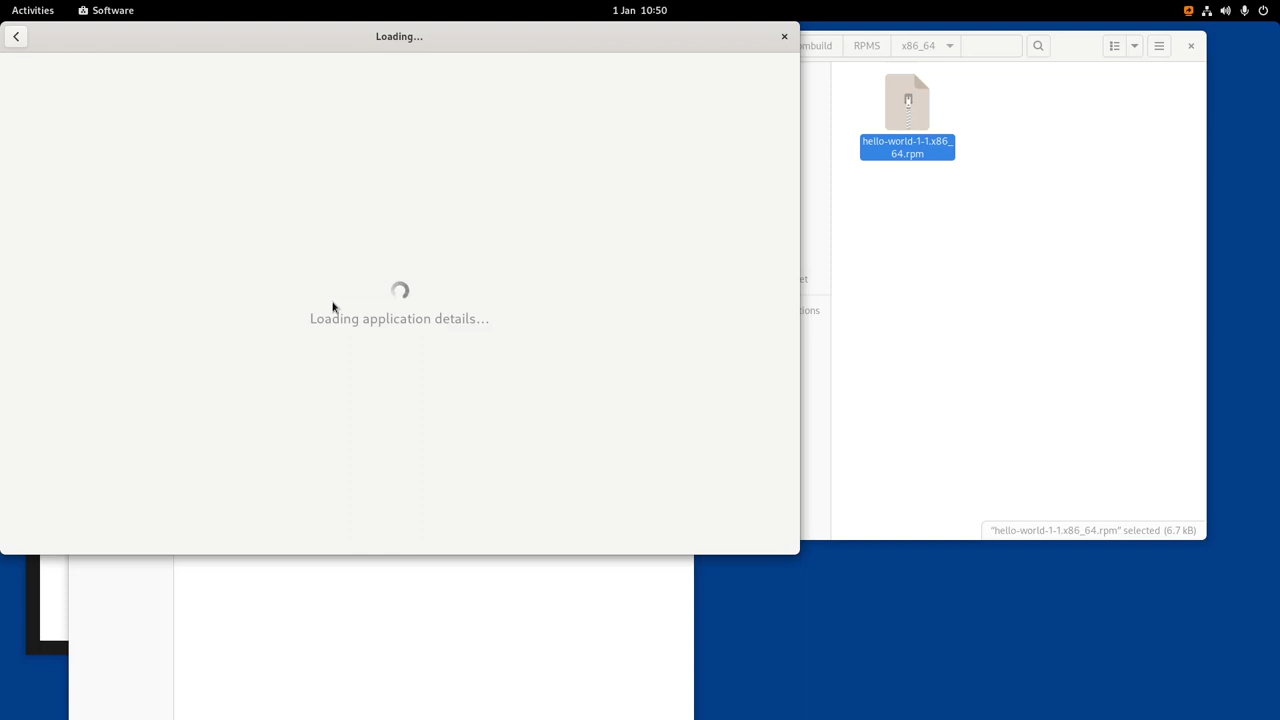 Activities
Software
1 Jan 10:50
Loading…
Loading application details…
mbuild
RPMS
x86_64
et
tions
hello-world-1-1.x86_
64.rpm
"hello-world-1-1.x86_64.rpm" selected (6.7 kB)